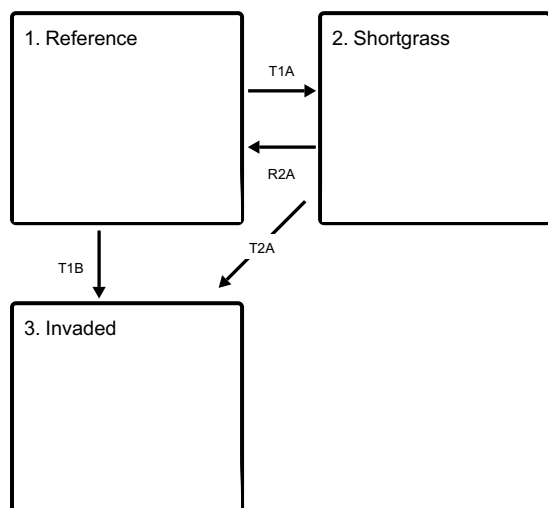 1. Reference
2. Shortgrass
T1A
R2A
T1B
T2A
3. Invaded